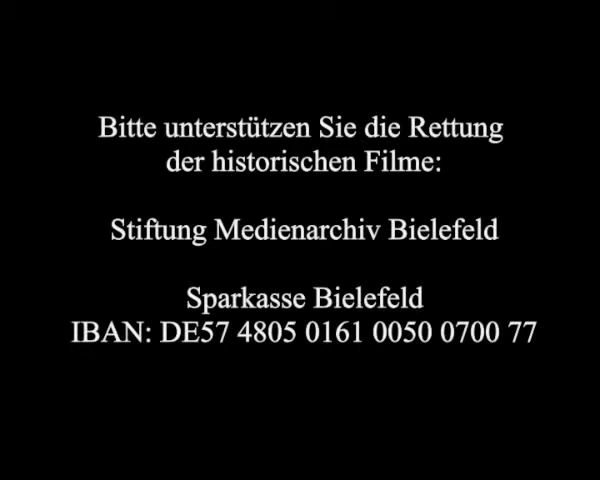 Bitte unterstützen Sie die Rettung
der historischen Filme:
Stiftung Medienarchiv Bielefeld
Sparkasse Bielefeld
IBAN: DE57 4805 0161 0050 0700 77